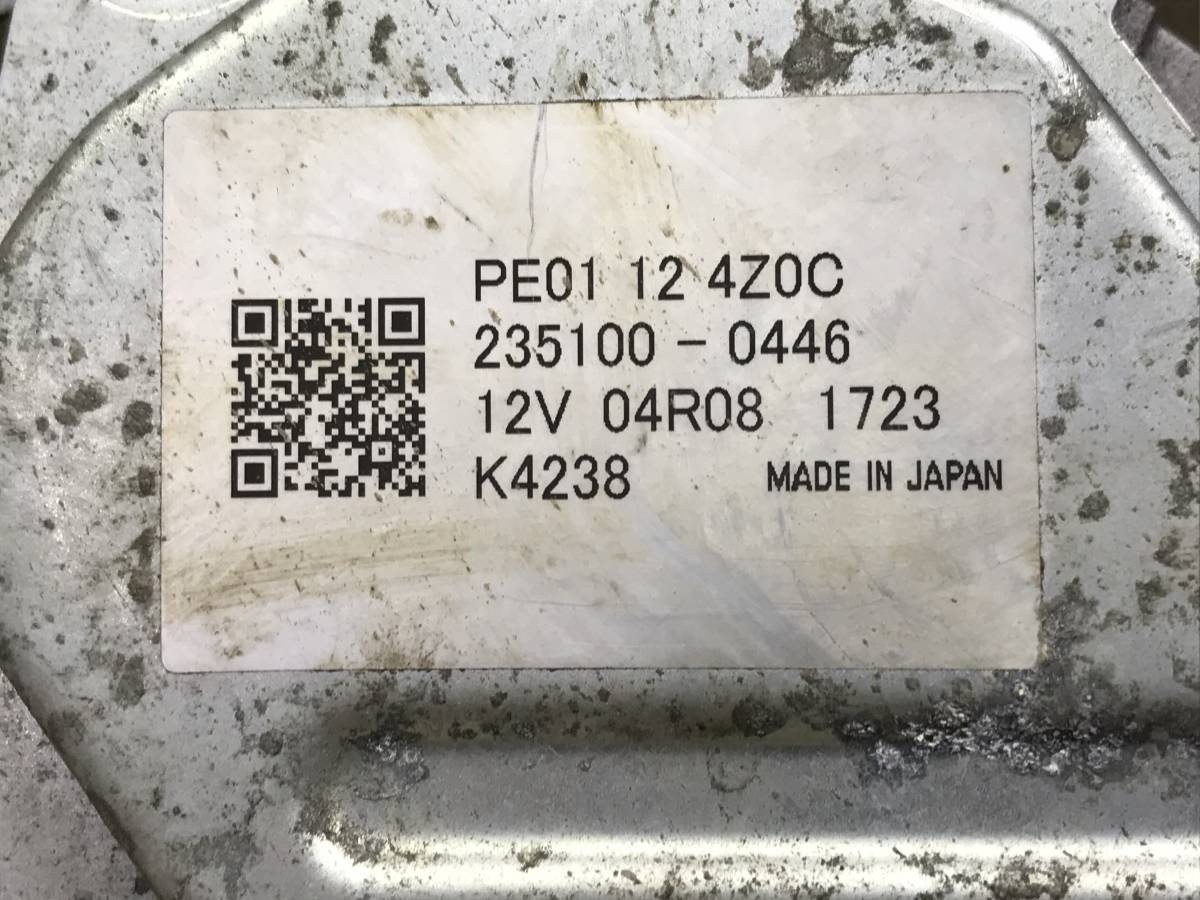 PE01 12 4Z0C
235100 - 0446
12V 04R08 1723
K4238 MADE IN JAPAN